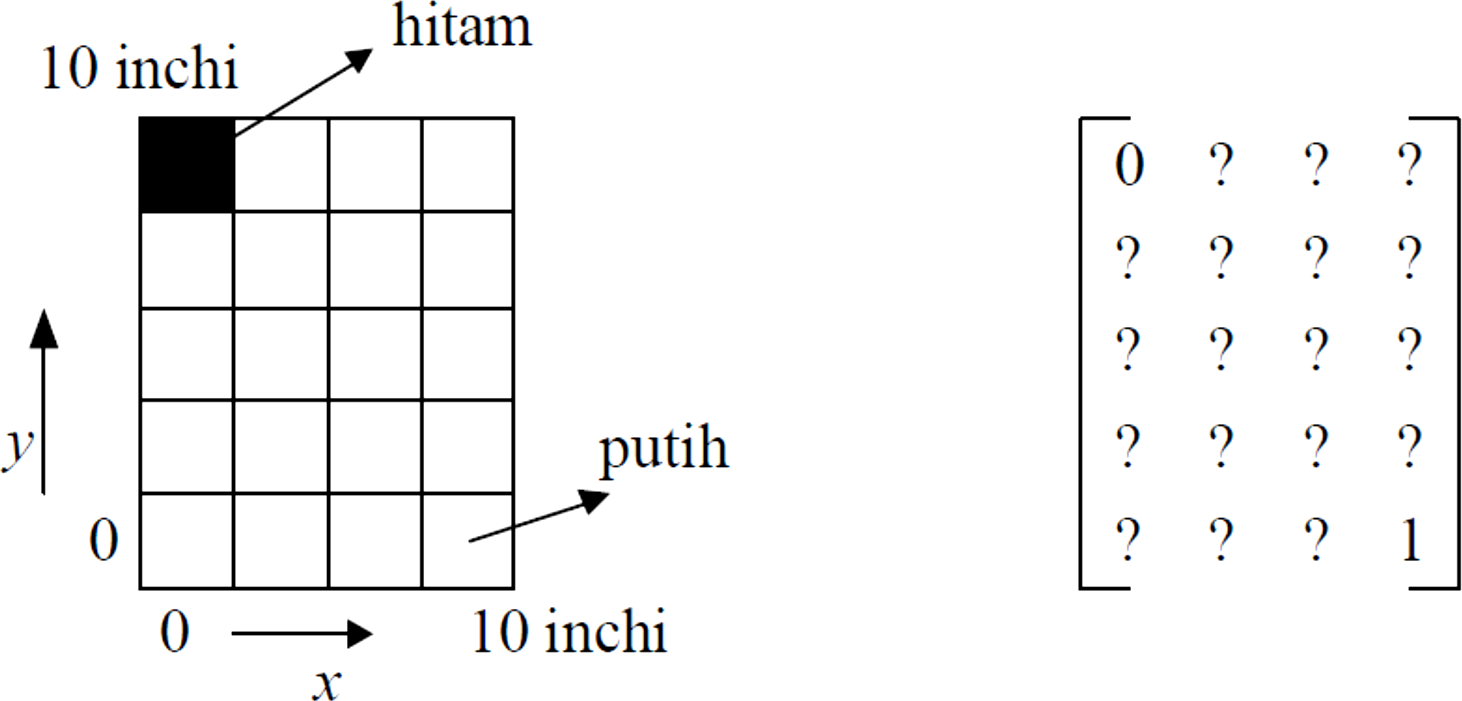 hitam
10 inchi
y
putih
0
0
10 inchi
x
0 ? ? ?
? ? ? ?
? ? ? ?
? ? ? ?
? ? ? 1